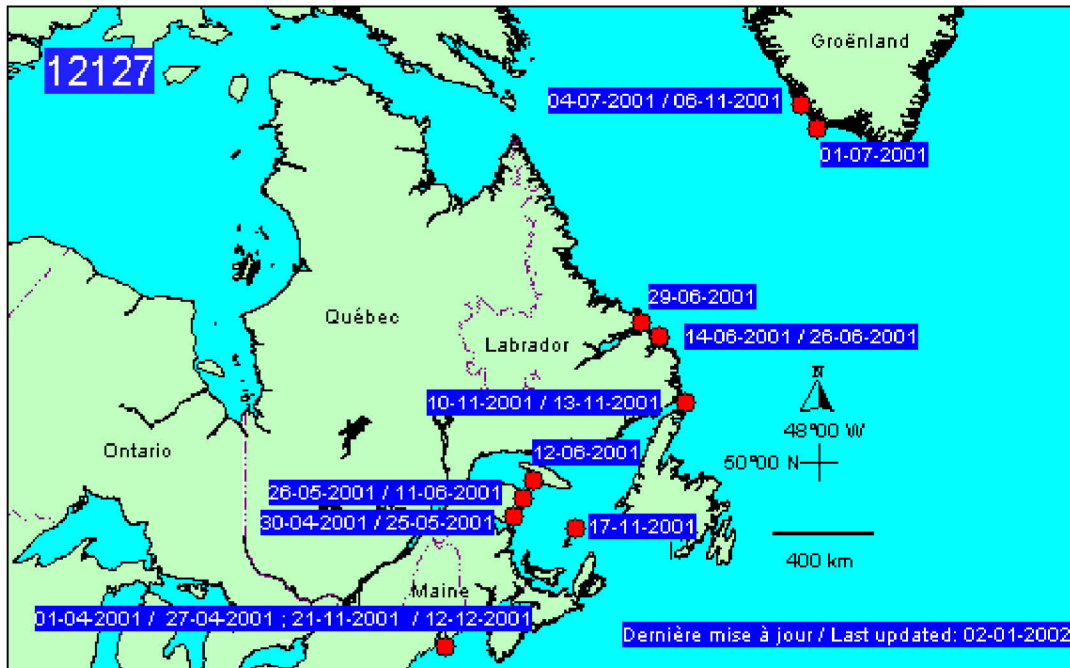 Groënland
12127
04-07-2001 / 06-11-2001
01-07-2001
29-06-2001
Québec
14-06-2001 / 26-06-2001
Labrador
N
10-11-2001 / 13-11-2001
48°00 W
Ontario
12-06-2001
50°00 N
26-05-2001 / 11-06-2001
30-04-2001 / 25-05-2001
17-11-2001
400 km
Maine
01-04-2001 / 27-04-2001 ; 21-11-2001 / 12-12-2001
Dernière mise à jour / Last updated: 02-01-2002